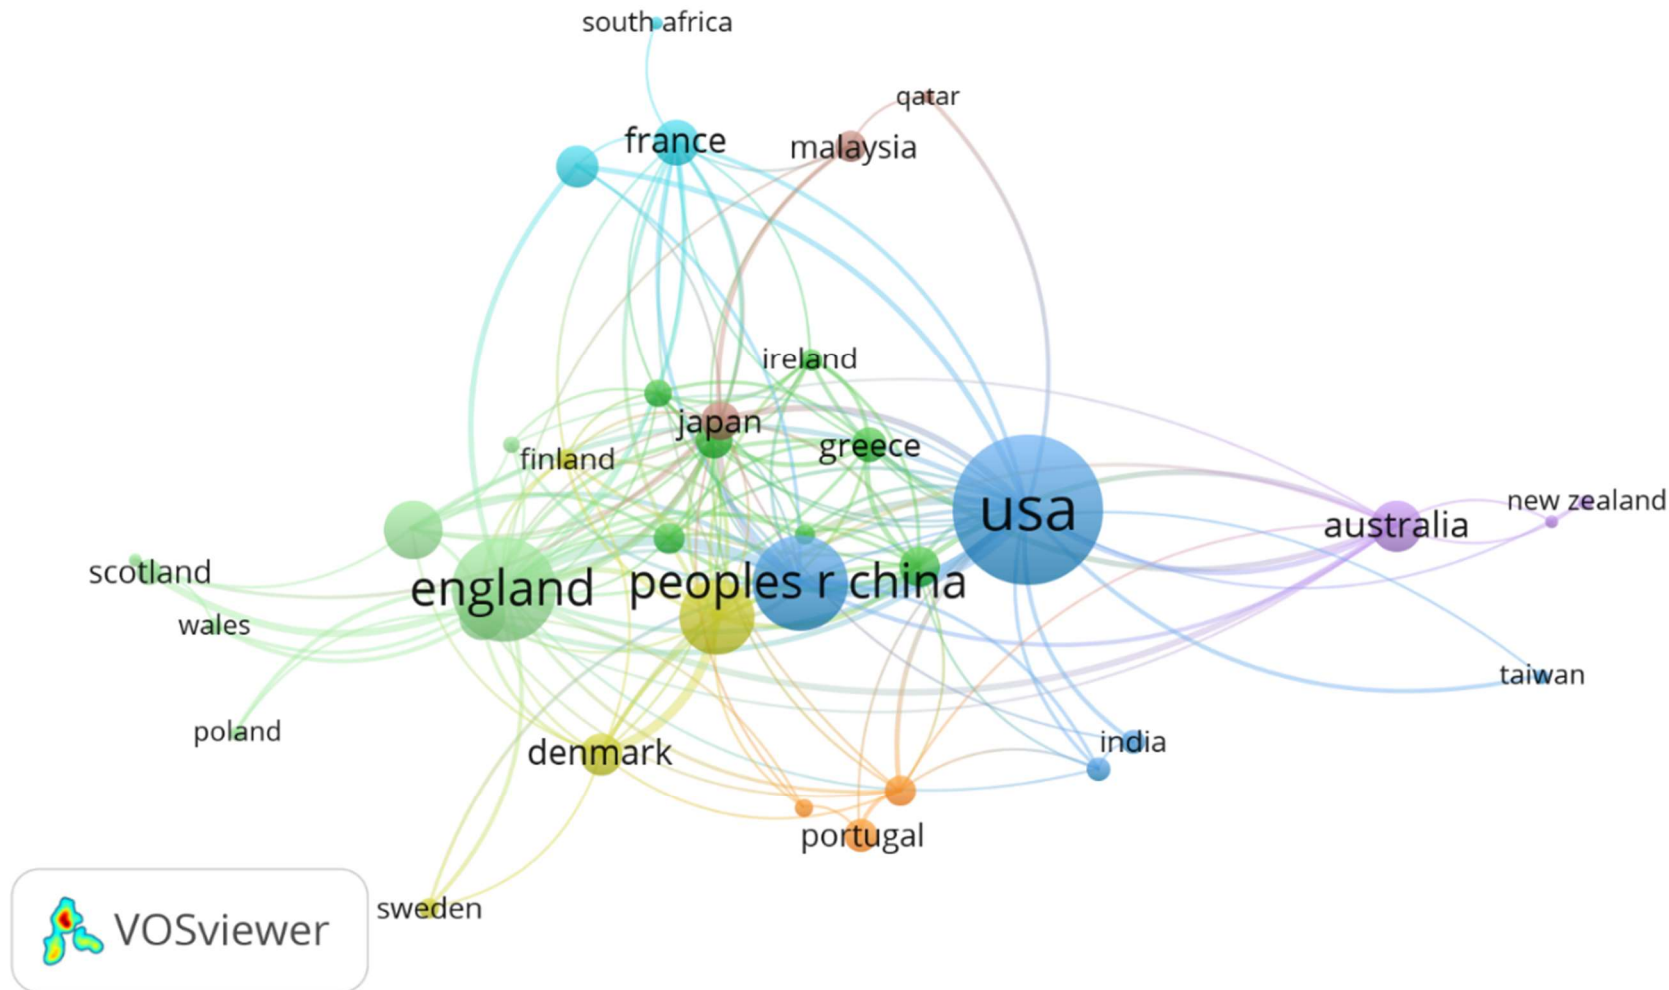 south africa
qatar
france
malaysia
ireland
japan
greece
finland
usa
new zealand
australia
scotland
england
peoples r china
wales
taiwan
poland
india
denmark
portugal
sweden
VOSviewer